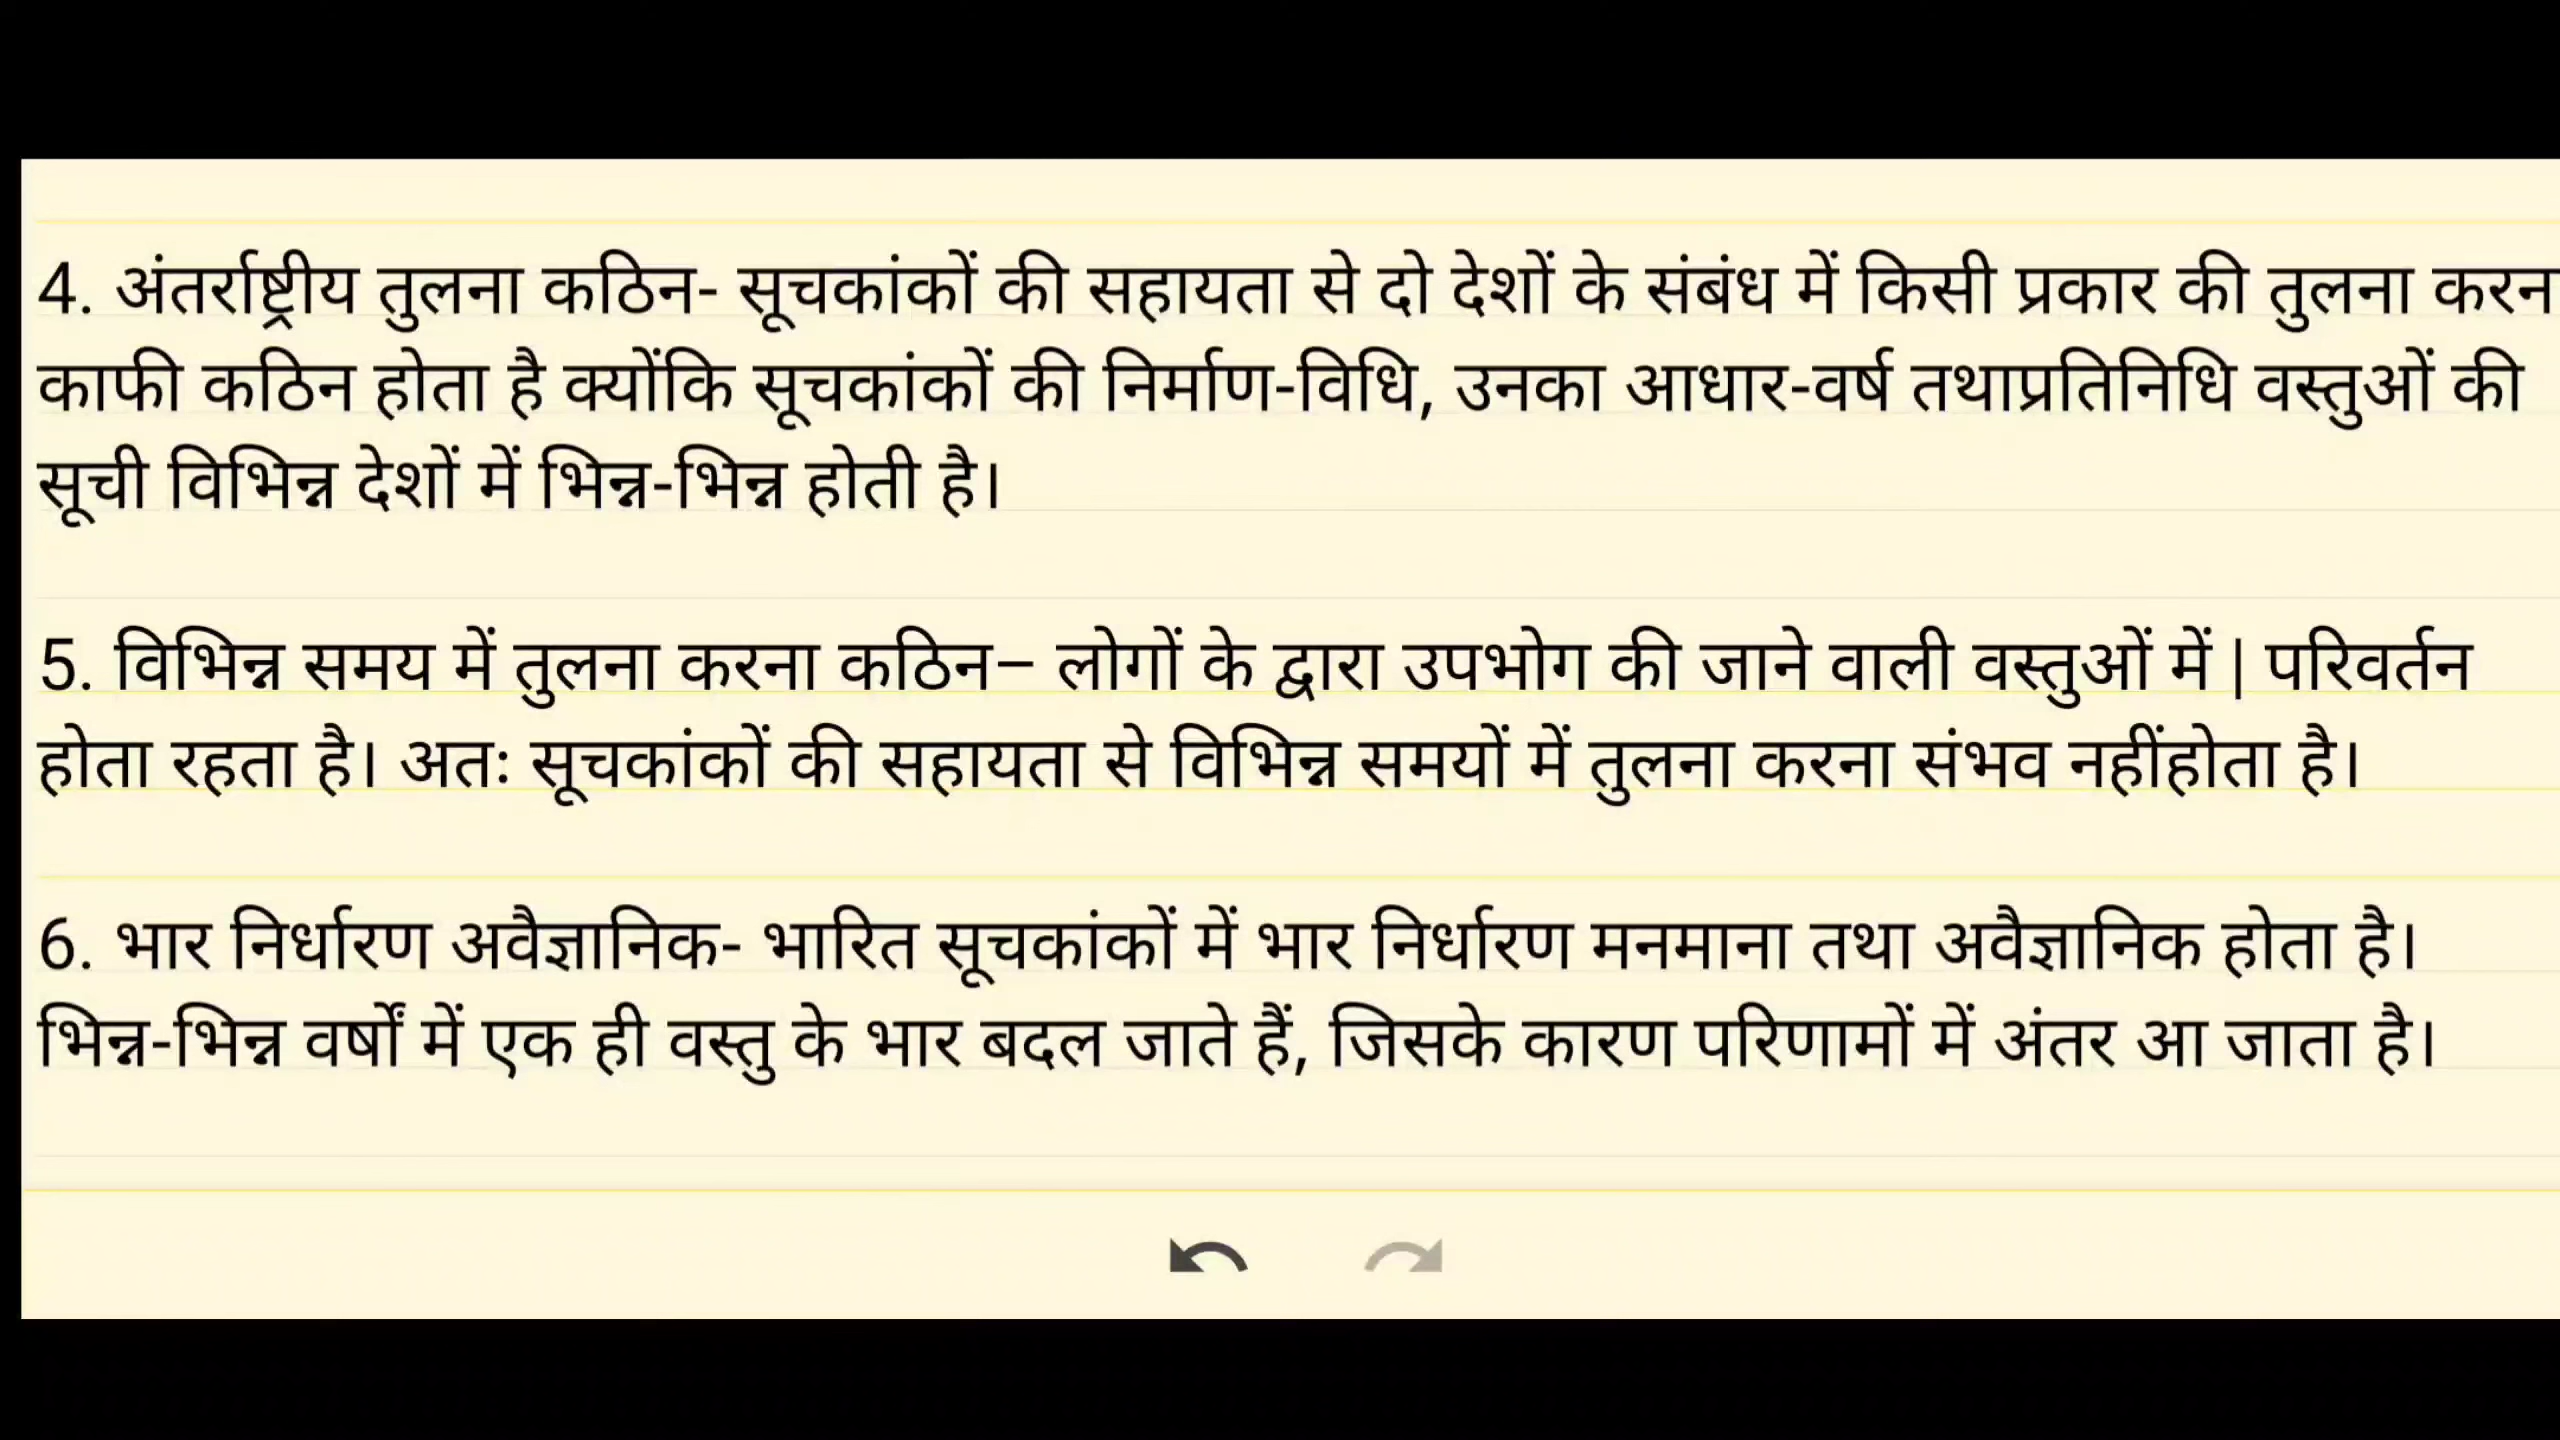 4. अंतर्राष्ट्रीय तुलना कठिन- सूचकांकों की सहायता से दो देशों के संबंध में किसी प्रकार की तुलना करन
काफी कठिन होता है क्योंकि सूचकांकों की निर्माण-विधि, उनका आधार-वर्ष तथाप्रतिनिधि वस्तुओं की
सूची विभिन्न देशों में भिन्न-भिन्न होती है।
5. विभिन्न समय में तुलना करना कठिन– लोगों के द्वारा उपभोग की जाने वाली वस्तुओं में | परिवर्तन
होता रहता है। अतः सूचकांकों की सहायता से विभिन्न समयों में तुलना करना संभव नहींहोता है।
6. भार निर्धारण अवैज्ञानिक- भारित सूचकांकों में भार निर्धारण मनमाना तथा अवैज्ञानिक होता है।
भिन्न-भिन्न वर्षों में एक ही वस्तु के भार बदल जाते हैं, जिसके कारण परिणामों में अंतर आ जाता है।